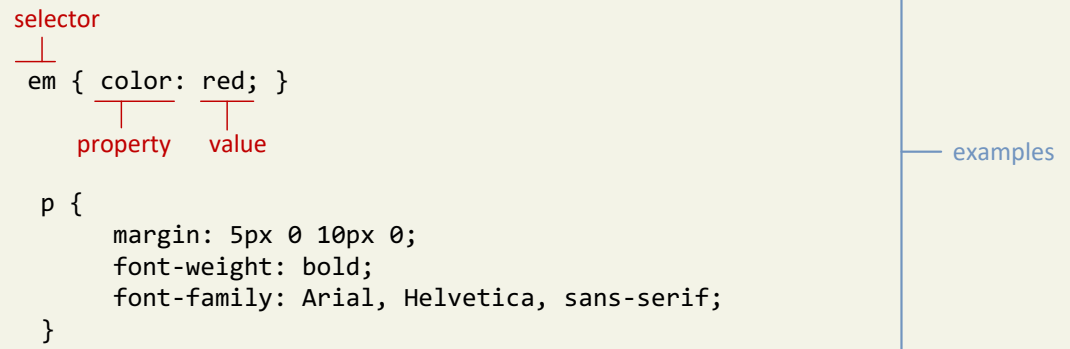 selector
em { color: red; }
property value
examples
p {
margin: 5px 0 10px 0;
font-weight: bold;
font-family: Arial, Helvetica, sans-serif;
}